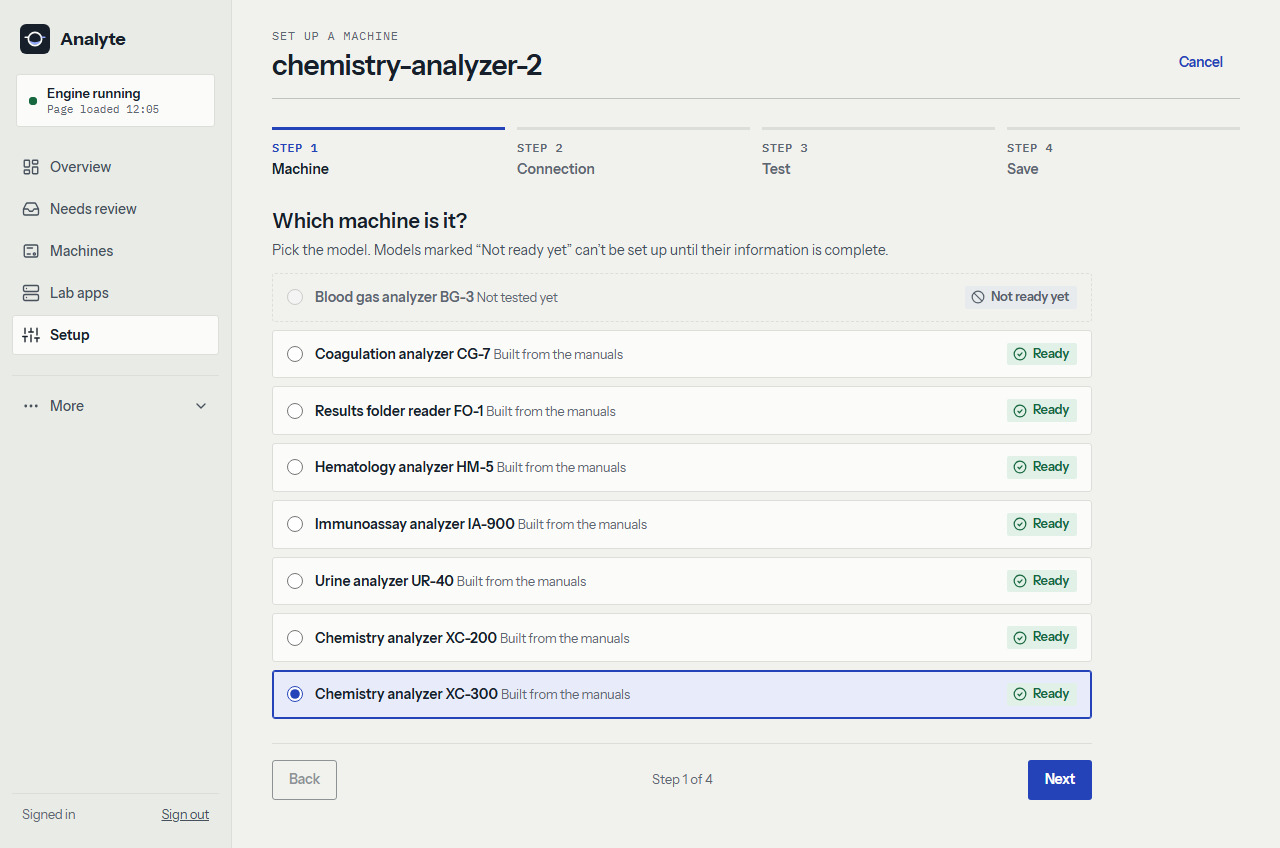 Analyte
Engine running
Page loaded 12:05
Overview
Needs review
Machines
Lab apps
Setup
More
Signed in
Sign out
SET UP A MACHINE
chemistry-analyzer-2
Cancel
STEP 1
Machine
STEP 2
Connection
STEP 3
Test
STEP 4
Save
Which machine is it?
Pick the model. Models marked “Not ready yet” can’t be set up until their information is complete.
Blood gas analyzer BG-3 Not tested yet
Not ready yet
Coagulation analyzer CG-7 Built from the manuals
Ready
Results folder reader FO-1 Built from the manuals
Ready
Hematology analyzer HM-5 Built from the manuals
Ready
Immunoassay analyzer IA-900 Built from the manuals
Ready
Urine analyzer UR-40 Built from the manuals
Ready
Chemistry analyzer XC-200 Built from the manuals
Ready
Chemistry analyzer XC-300 Built from the manuals
Ready
Back
Step 1 of 4
Next